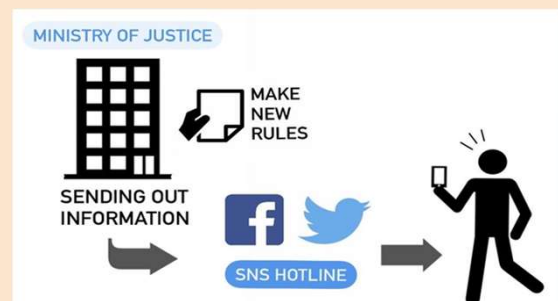 MINISTRY OF JUSTICE
MAKE
NEW
RULES
SENDING OUT
INFORMATION
f
SNS HOTLINE